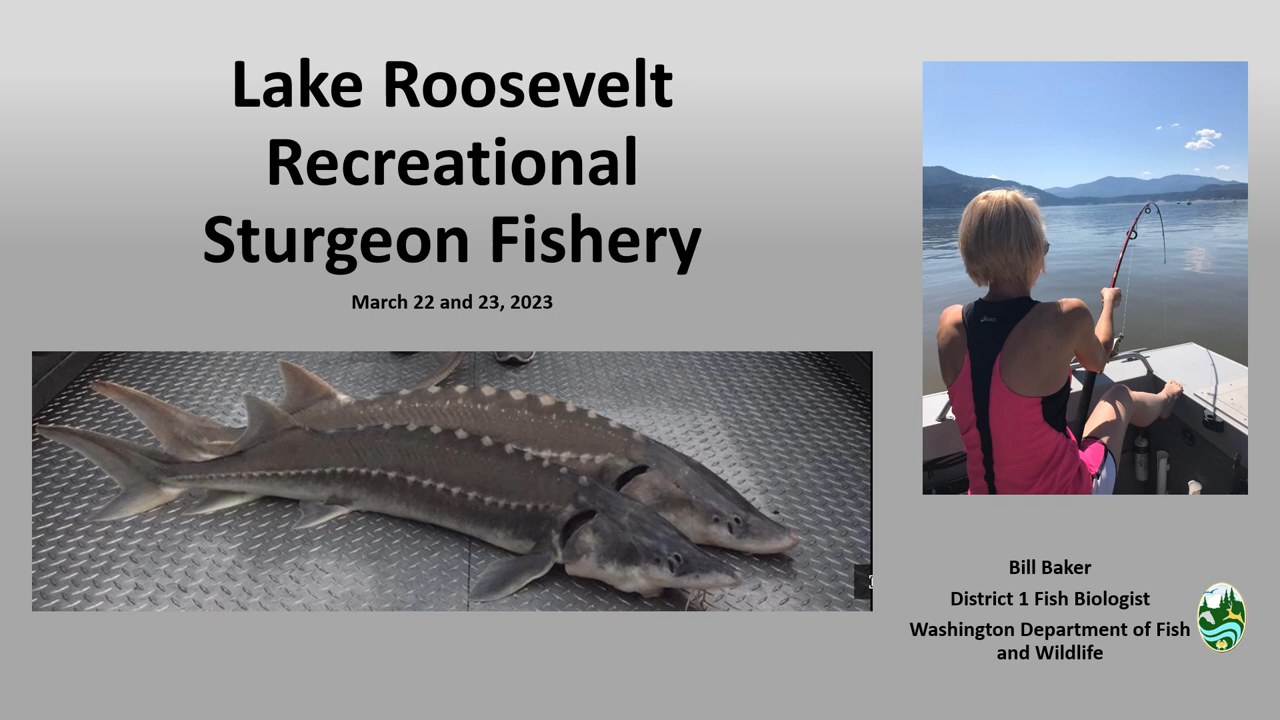 Lake Roosevelt
Recreational
Sturgeon Fishery
March 22 and 23, 2023
Bill Baker
District 1 Fish Biologist
Washington Department of Fish
and Wildlife